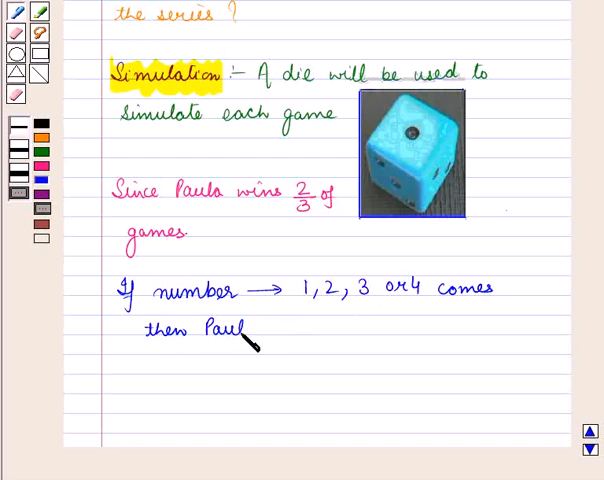 the series ?
Simulation :- A die will be used to
simulate each game
Since Paula wins 2/3 of
games.
If number → 1, 2, 3 or 4 comes
then Paul